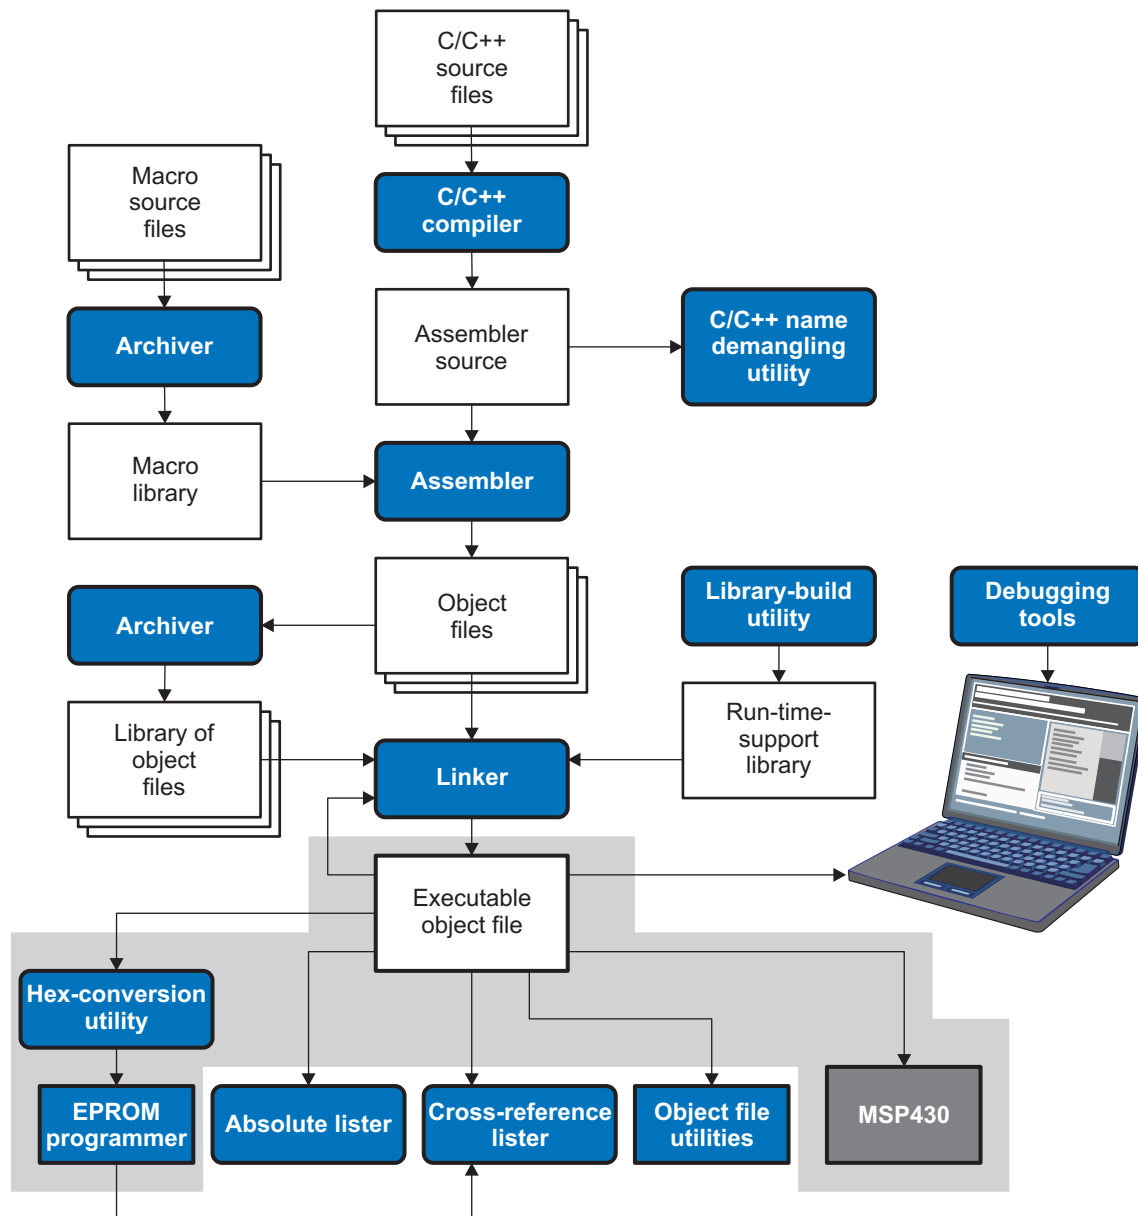 C/C++
source
files
Macro
source
files
C/C++
compiler
Archiver
Assembler
source
C/C++ name
demangling
utility
Macro
library
Assembler
Archiver
Object
files
Library-build
utility
Debugging
tools
Library of
object
files
Linker
Run-time-
support
library
Executable
object file
Hex-conversion
utility
EPROM
programmer
Absolute lister
Cross-reference
lister
Object file
utilities
MSP430